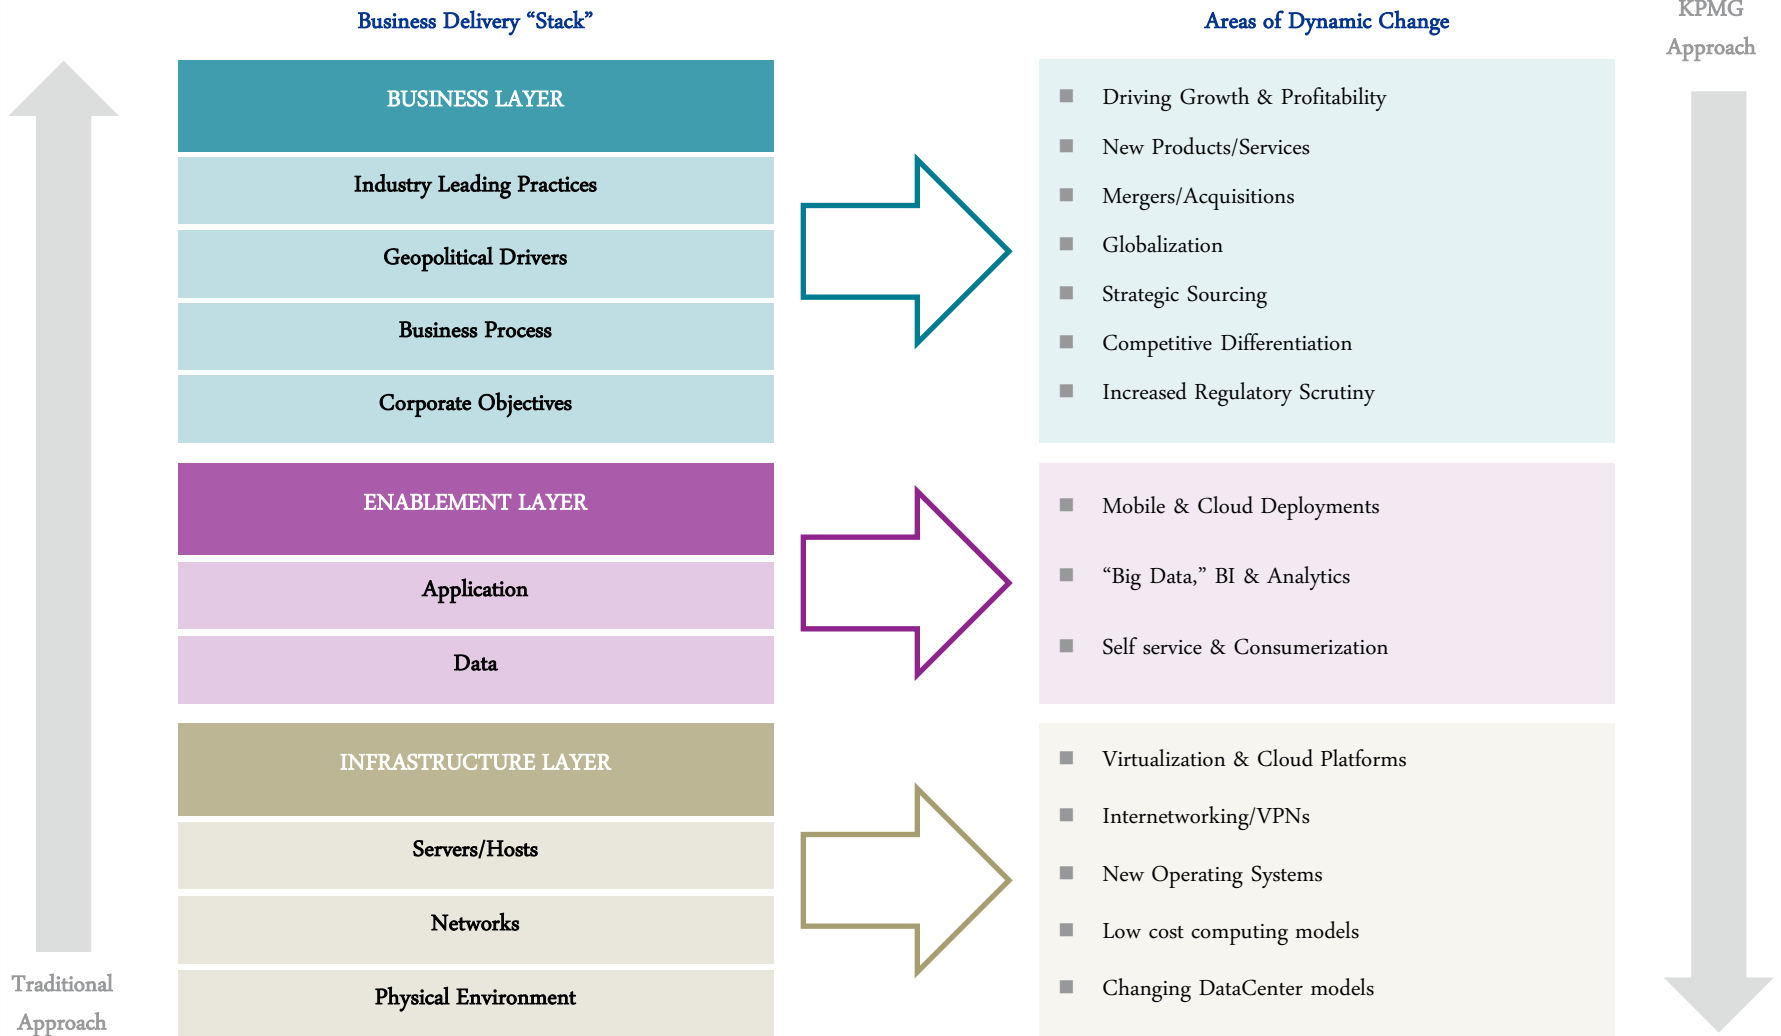 Business Delivery “Stack”
Areas of Dynamic Change
KPMG
Approach
BUSINESS LAYER
Industry Leading Practices
Geopolitical Drivers
Business Process
Corporate Objectives
Driving Growth & Profitability
New Products/Services
Mergers/Acquisitions
Globalization
Strategic Sourcing
Competitive Differentiation
Increased Regulatory Scrutiny
ENABLEMENT LAYER
Application
Data
Mobile & Cloud Deployments
“Big Data,” BI & Analytics
Self service & Consumerization
INFRASTRUCTURE LAYER
Servers/Hosts
Networks
Physical Environment
Virtualization & Cloud Platforms
Internetworking/VPNs
New Operating Systems
Low cost computing models
Changing DataCenter models
Traditional
Approach